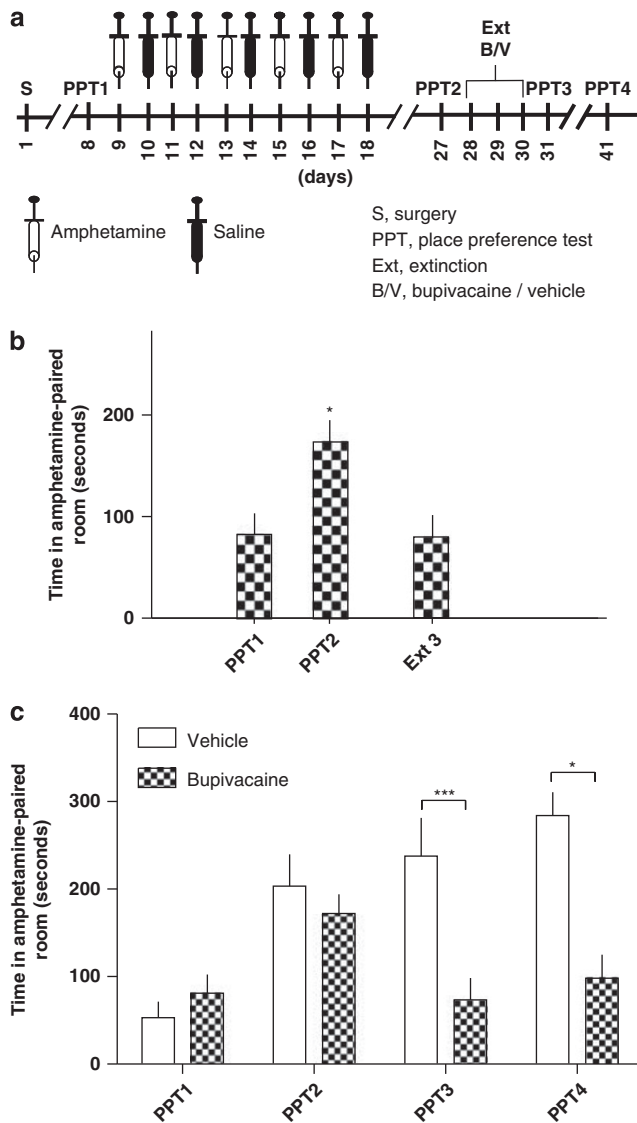 a
Ext
B/V
S
PPT1
PPT2
PPT3
PPT4
1
8
9
10
11
12
13
14
15
16
17
18
27
28
29
30
31
41
(days)
Amphetamine
Saline
S, surgery
PPT, place preference test
Ext, extinction
B/V, bupivacaine / vehicle
b
Time in amphetamine-paired
room (seconds)
200
100
0
*
PPT1
PPT2
Ext 3
c
Time in amphetamine-paired
room (seconds)
400
300
200
100
0
Vehicle
Bupivacaine
***
*
PPT1
PPT2
PPT3
PPT4